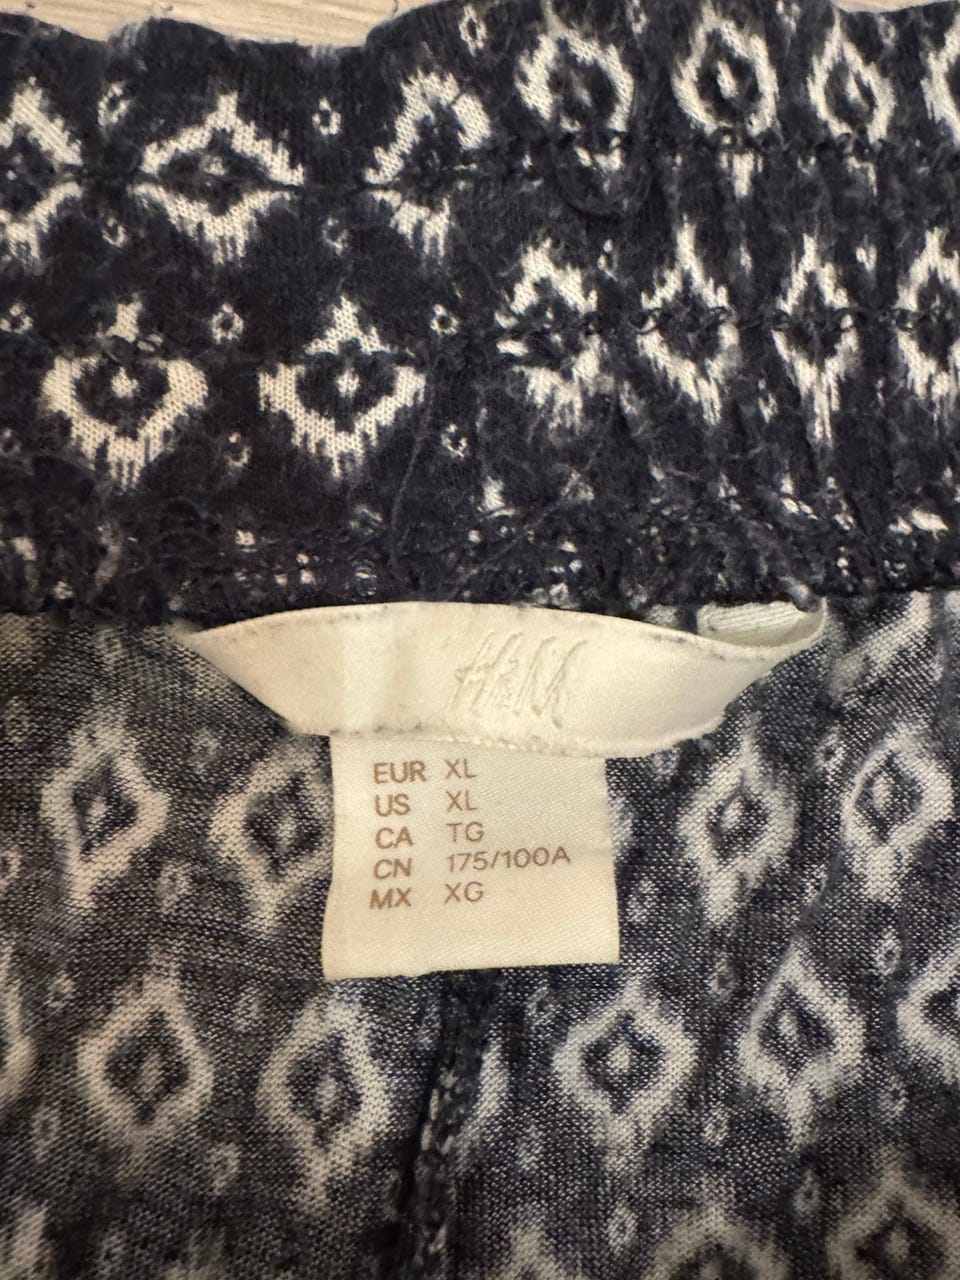 H&M
EUR XL
US XL
CA TG
CN 175/100A
MX XG